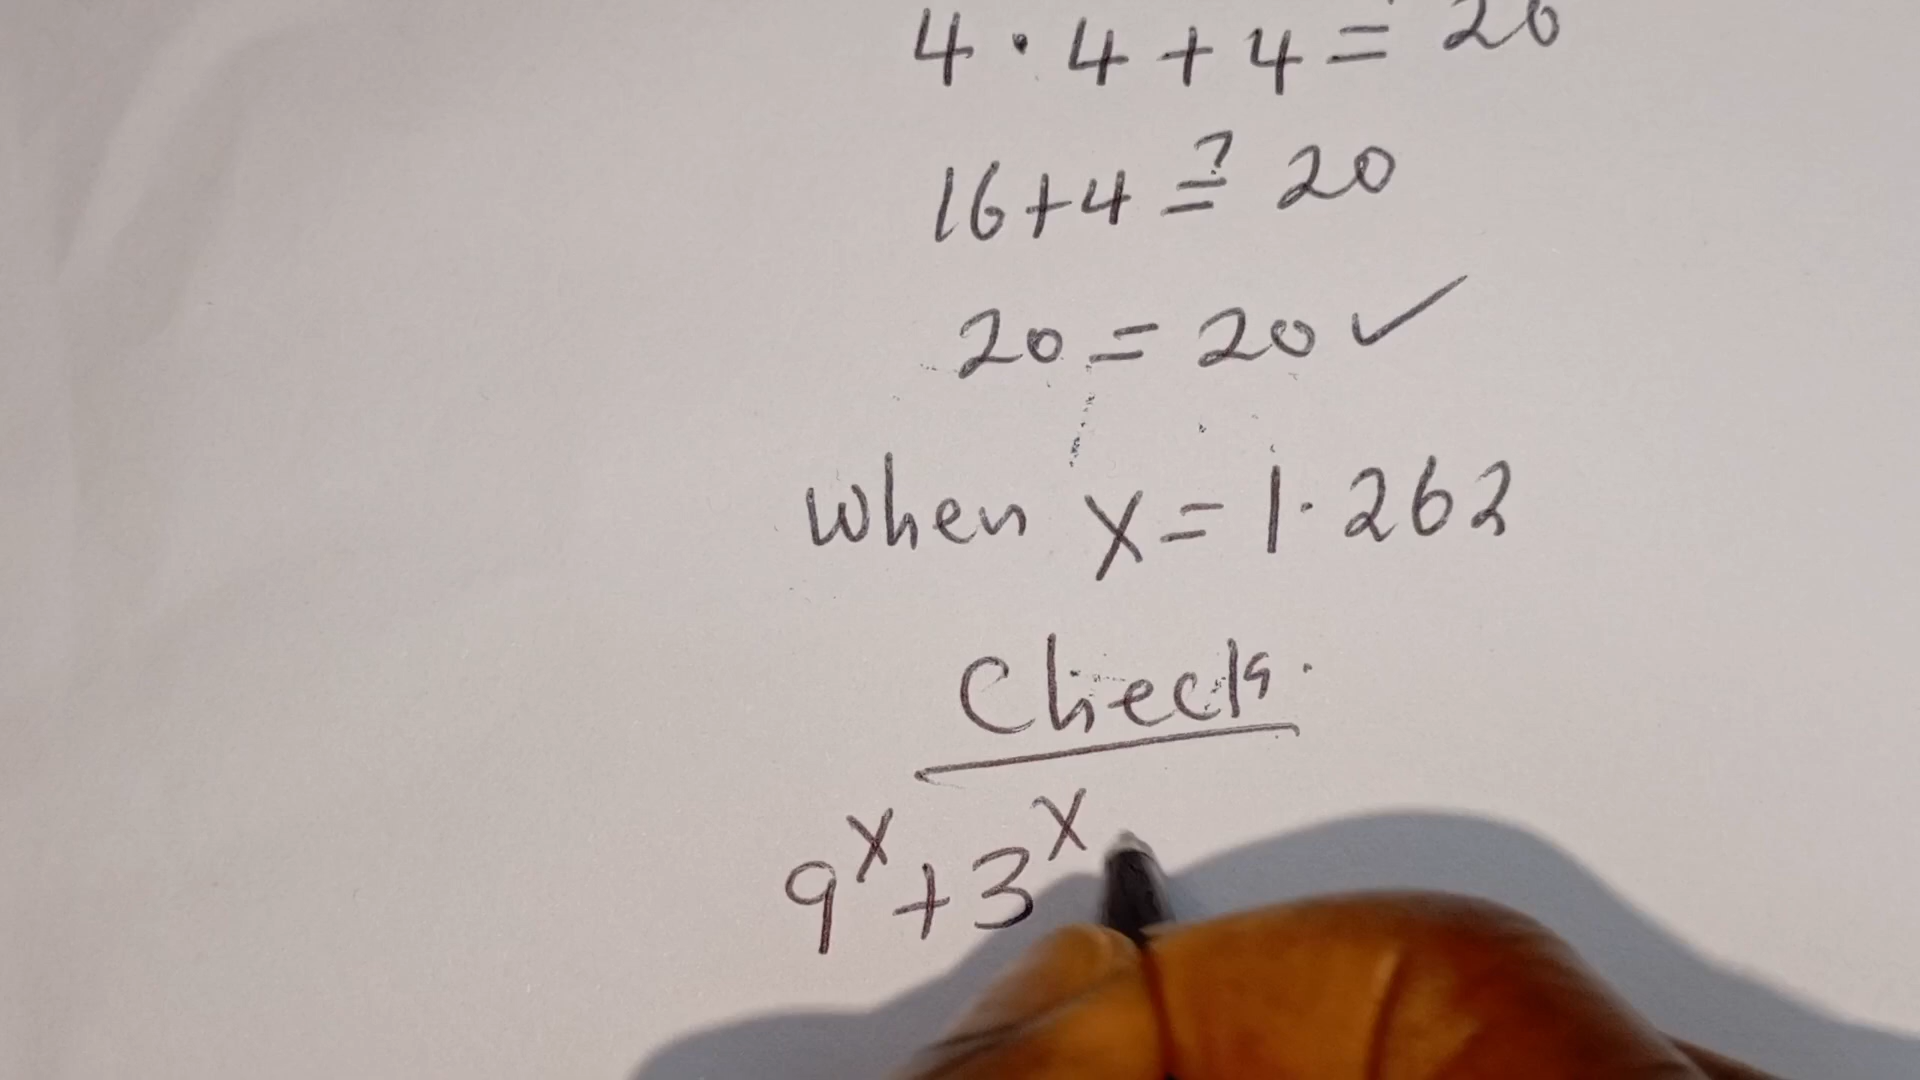 4 · 4 + 4 = 20
16 + 4 ≟ 20
20 = 20 ✓
when x = 1.262
Check.
9^x + 3^x